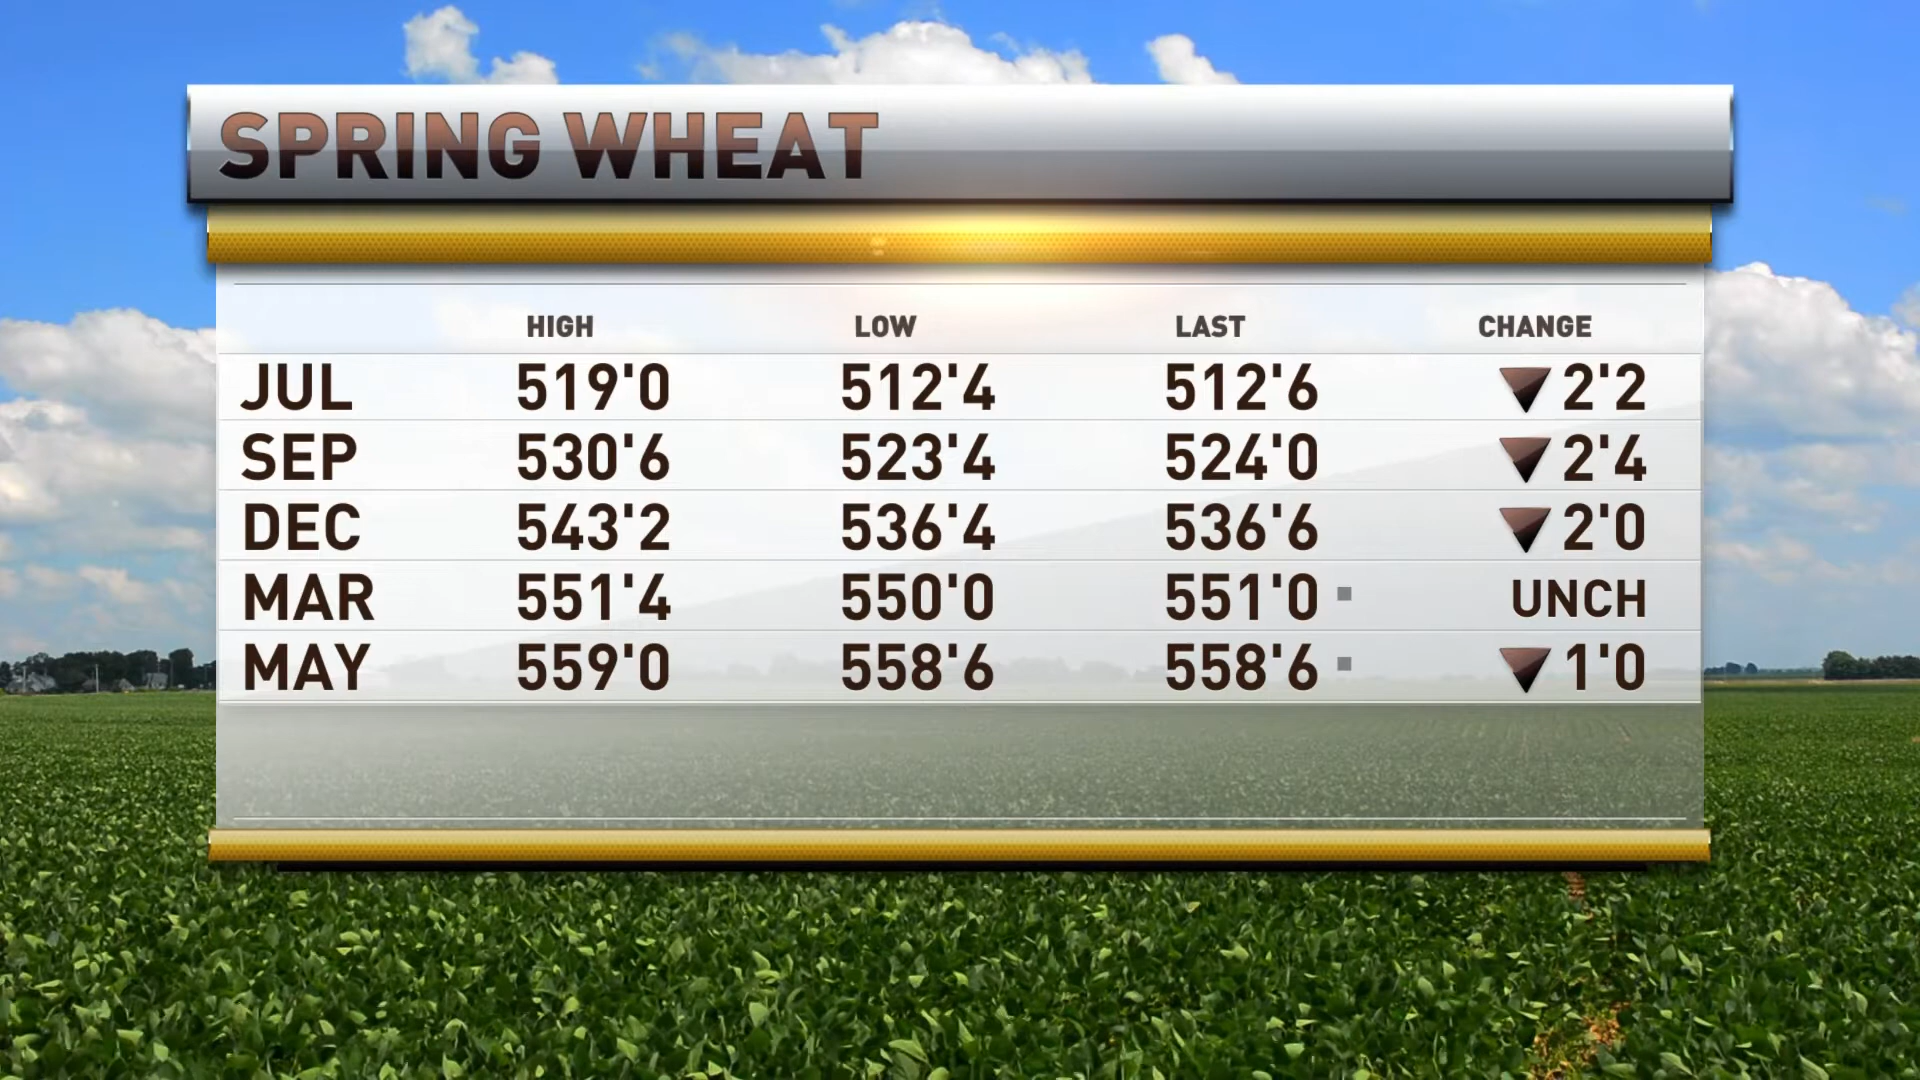 SPRING WHEAT
HIGH LOW LAST CHANGE
JUL 519'0 512'4 512'6 ▼ 2'2
SEP 530'6 523'4 524'0 ▼ 2'4
DEC 543'2 536'4 536'6 ▼ 2'0
MAR 551'4 550'0 551'0 ▪ UNCH
MAY 559'0 558'6 558'6 ▪ ▼ 1'0